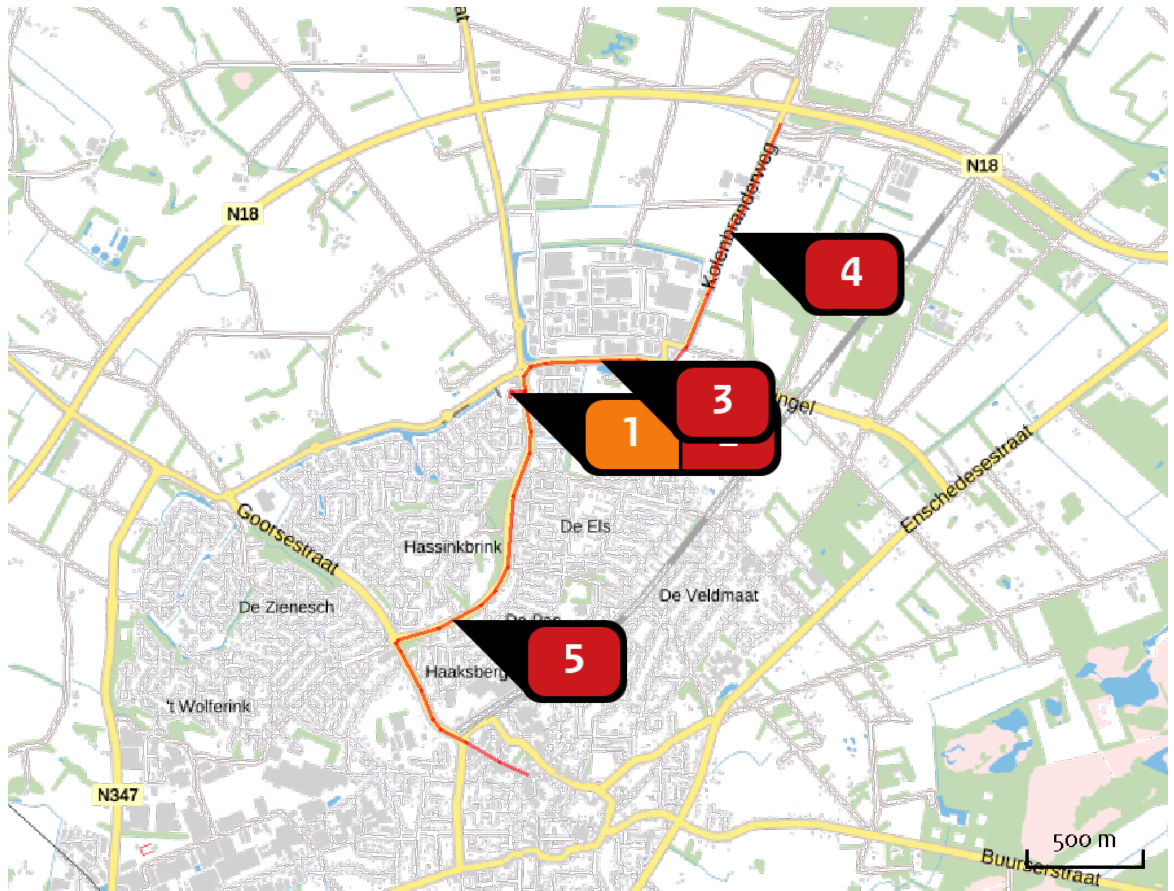 N18
N18
Kolenbranderweg
4
3
1
Enschedesestraat
Goorsestraat
De Els
Hassinkbrink
De Veldmaat
De Zienesch
5
't Wolferink
N347
500 m
Buurserstraat